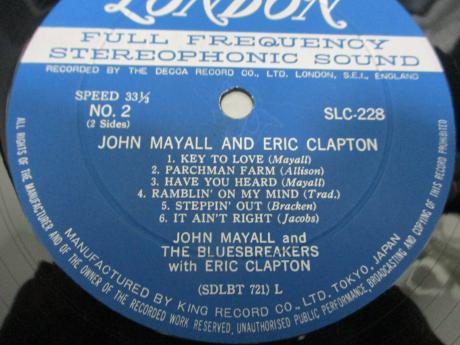 LONDON
FULL FREQUENCY
STEREOPHONIC SOUND
RECORDED BY THE DECCA RECORD CO., LTD. LONDON, S.E.I., ENGLAND
SPEED 33⅓
NO. 2
(2 Sides)
SLC-228
JOHN MAYALL AND ERIC CLAPTON
1. KEY TO LOVE (Mayall)
2. PARCHMAN FARM (Allison)
3. HAVE YOU HEARD (Mayall)
4. RAMBLIN' ON MY MIND (Trad.)
5. STEPPIN' OUT (Bracken)
6. IT AIN'T RIGHT (Jacobs)
JOHN MAYALL and
THE BLUESBREAKERS
with ERIC CLAPTON
(SDLBT 721) L
MANUFACTURED BY KING RECORD CO., LTD. TOKYO, JAPAN
ALL RIGHTS OF THE MANUFACTURER AND OF THE OWNER OF THE RECORDED WORK RESERVED, UNAUTHORISED PUBLIC PERFORMANCE, BROADCASTING AND COPYING OF THIS RECORD PROHIBITED